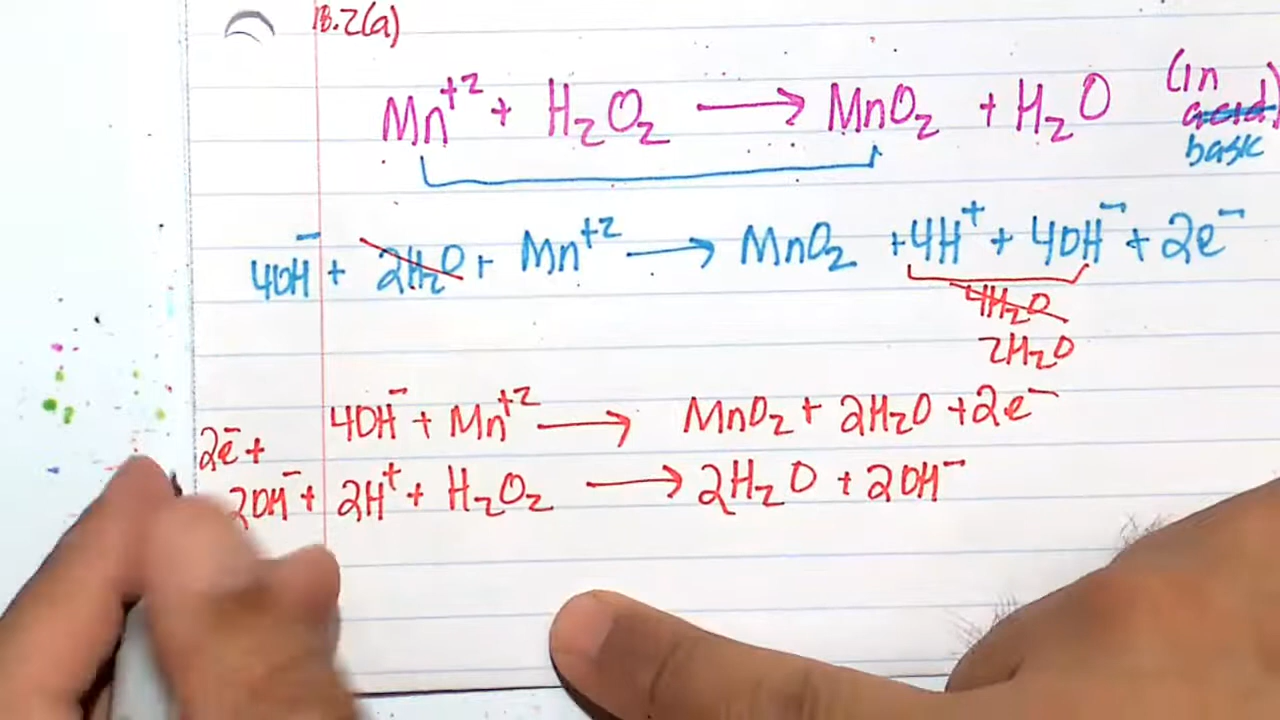 18.2(a)
Mn⁺² + H₂O₂ ⟶ MnO₂ + H₂O (in acid)
basic
4OH⁻ + 2H₂O + Mn⁺² ⟶ MnO₂ + 4H⁺ + 4OH⁻ + 2e⁻
4H₂O
2H₂O
4OH⁻ + Mn⁺² ⟶ MnO₂ + 2H₂O + 2e⁻
2e⁻ +
2OH⁻ + 2H⁺ + H₂O₂ ⟶ 2H₂O + 2OH⁻